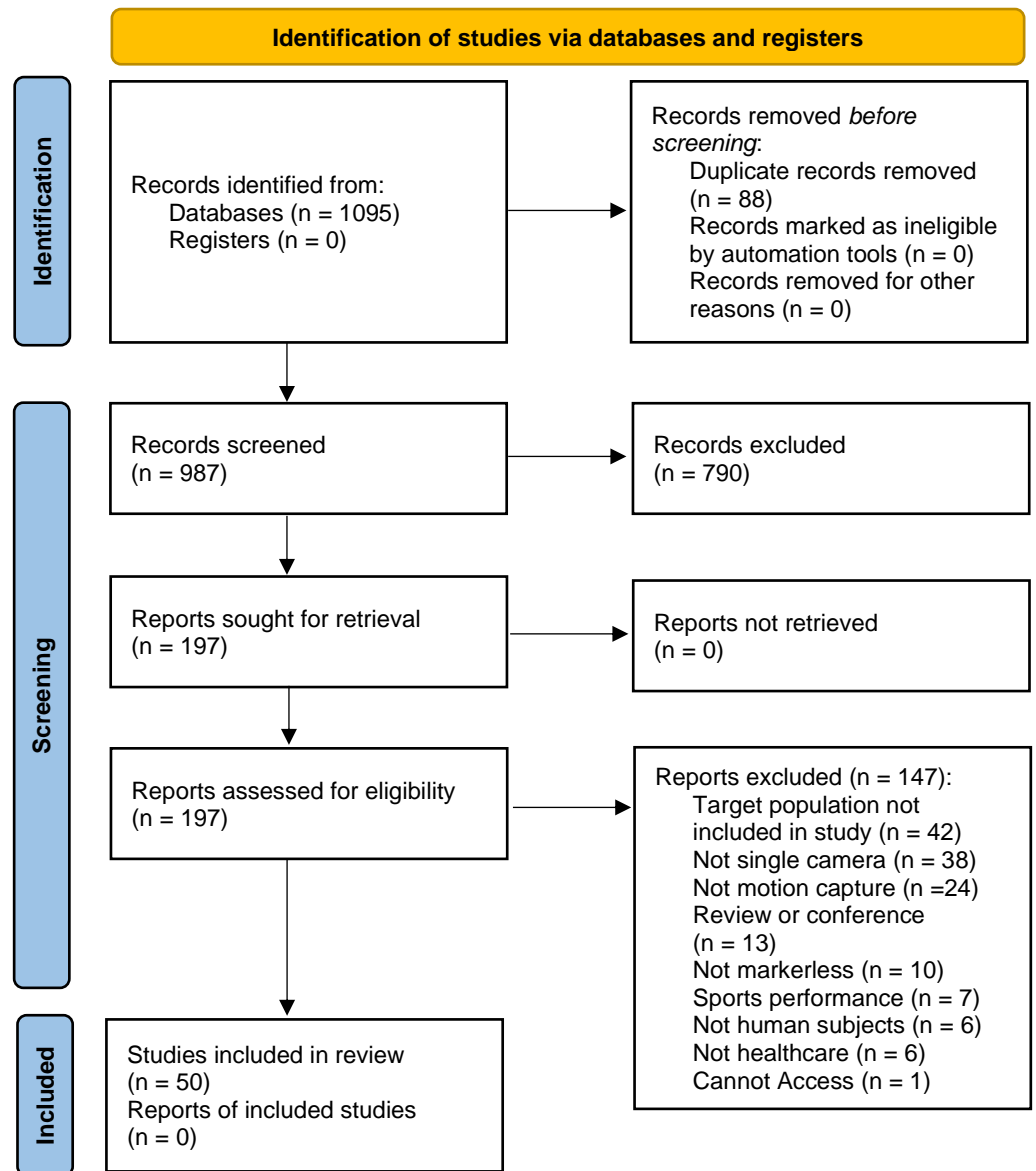 Identification of studies via databases and registers
Identification
Records identified from:
Databases (n = 1095)
Registers (n = 0)
Records removed before
screening:
Duplicate records removed
(n = 88)
Records marked as ineligible
by automation tools (n = 0)
Records removed for other
reasons (n = 0)
Screening
Records screened
(n = 987)
Records excluded
(n = 790)
Reports sought for retrieval
(n = 197)
Reports not retrieved
(n = 0)
Reports assessed for eligibility
(n = 197)
Reports excluded (n = 147):
Target population not
included in study (n = 42)
Not single camera (n = 38)
Not motion capture (n =24)
Review or conference
(n = 13)
Not markerless (n = 10)
Sports performance (n = 7)
Not human subjects (n = 6)
Not healthcare (n = 6)
Cannot Access (n = 1)
Included
Studies included in review
(n = 50)
Reports of included studies
(n = 0)